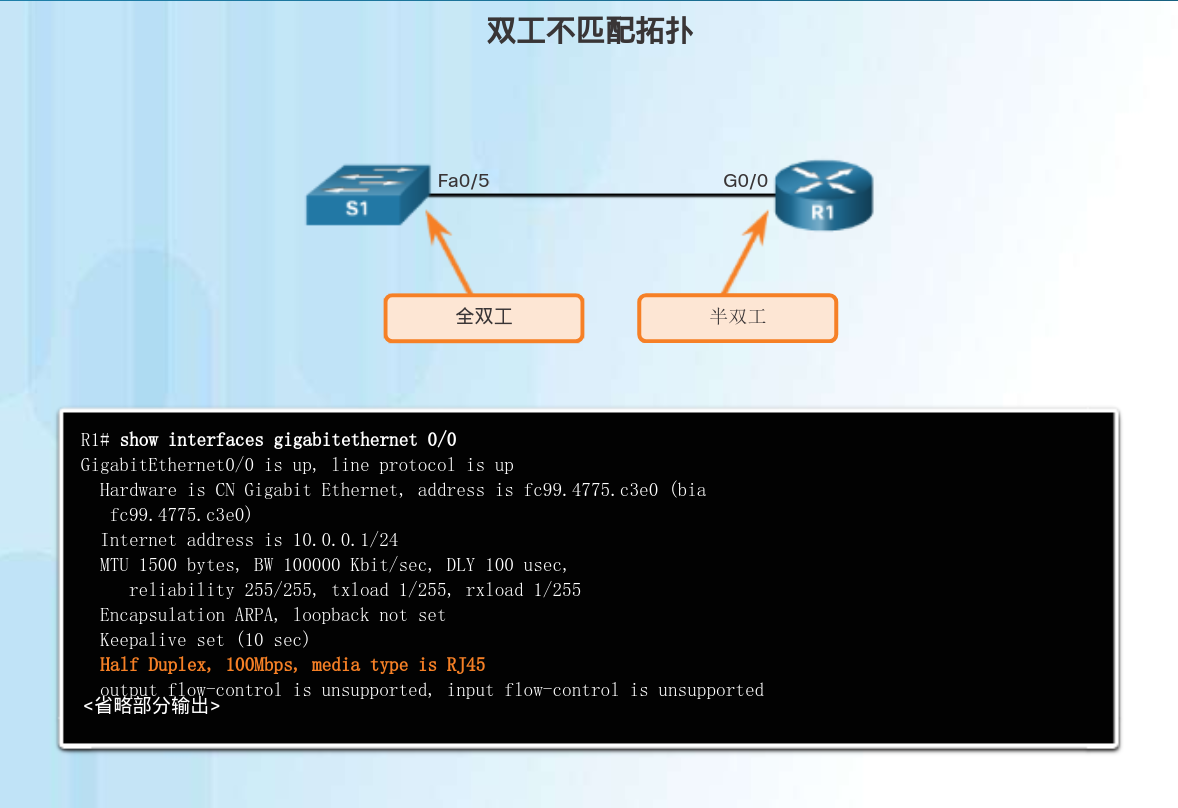 双工不匹配拓扑
Fa0/5
G0/0
S1
R1
全双工
半双工
R1# show interfaces gigabitethernet 0/0
GigabitEthernet0/0 is up, line protocol is up
Hardware is CN Gigabit Ethernet, address is fc99.4775.c3e0 (bia
fc99.4775.c3e0)
Internet address is 10.0.0.1/24
MTU 1500 bytes, BW 100000 Kbit/sec, DLY 100 usec,
reliability 255/255, txload 1/255, rxload 1/255
Encapsulation ARPA, loopback not set
Keepalive set (10 sec)
Half Duplex, 100Mbps, media type is RJ45
output flow-control is unsupported, input flow-control is unsupported
<省略部分输出>